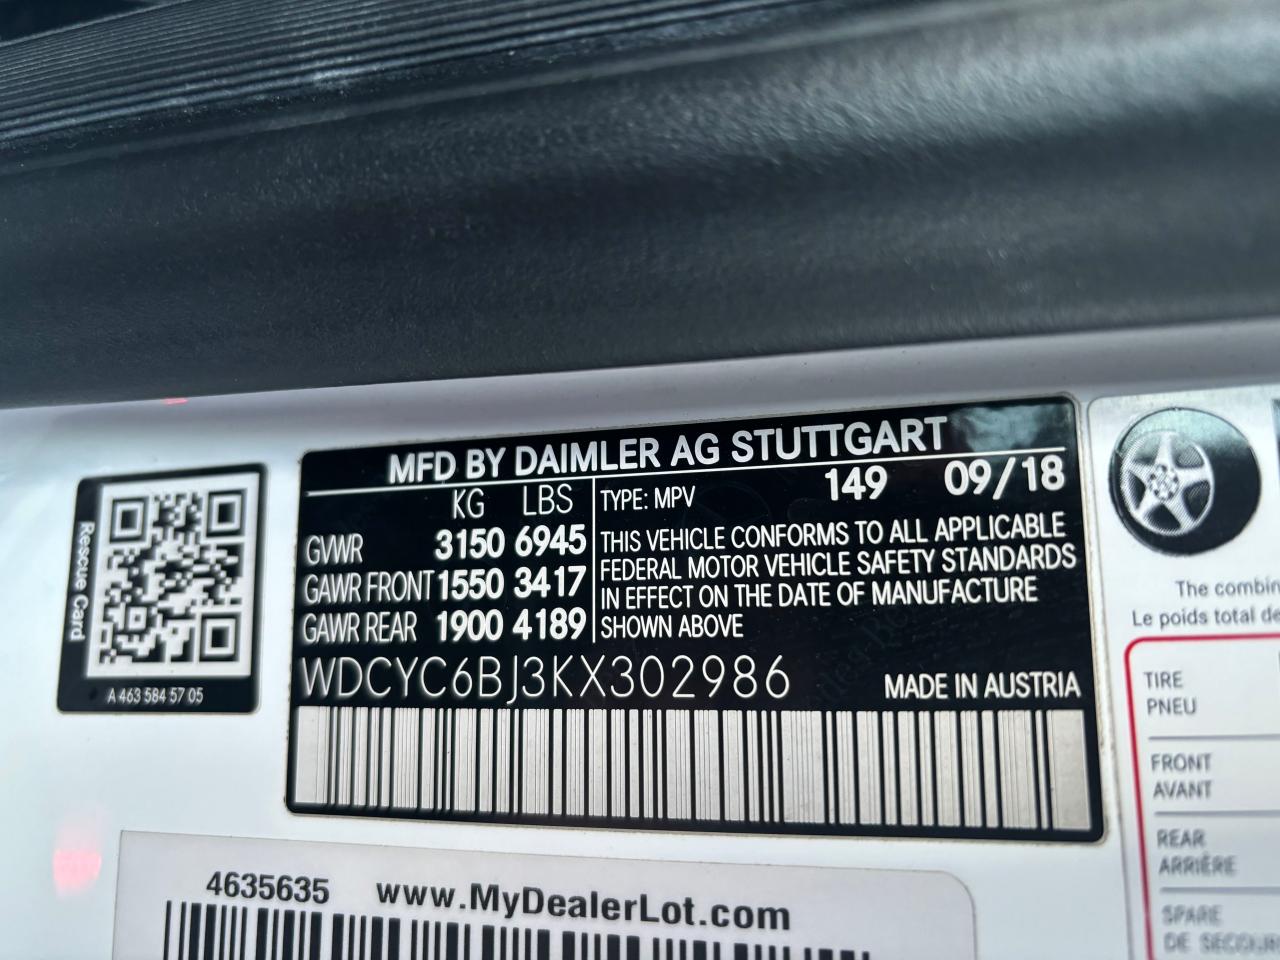 MFD BY DAIMLER AG STUTTGART
KG LBS
GVWR 3150 6945
GAWR FRONT 1550 3417
GAWR REAR 1900 4189
TYPE: MPV 149 09/18
THIS VEHICLE CONFORMS TO ALL APPLICABLE
FEDERAL MOTOR VEHICLE SAFETY STANDARDS
IN EFFECT ON THE DATE OF MANUFACTURE
SHOWN ABOVE
WDCYC6BJ3KX302986 MADE IN AUSTRIA
Rescue Card
A 463 584 57 05
4635635 www.MyDealerLot.com
The
Le poids total
TIRE
PNEU
FRONT
AVANT
REAR
ARRIÈRE
SPARE
DE